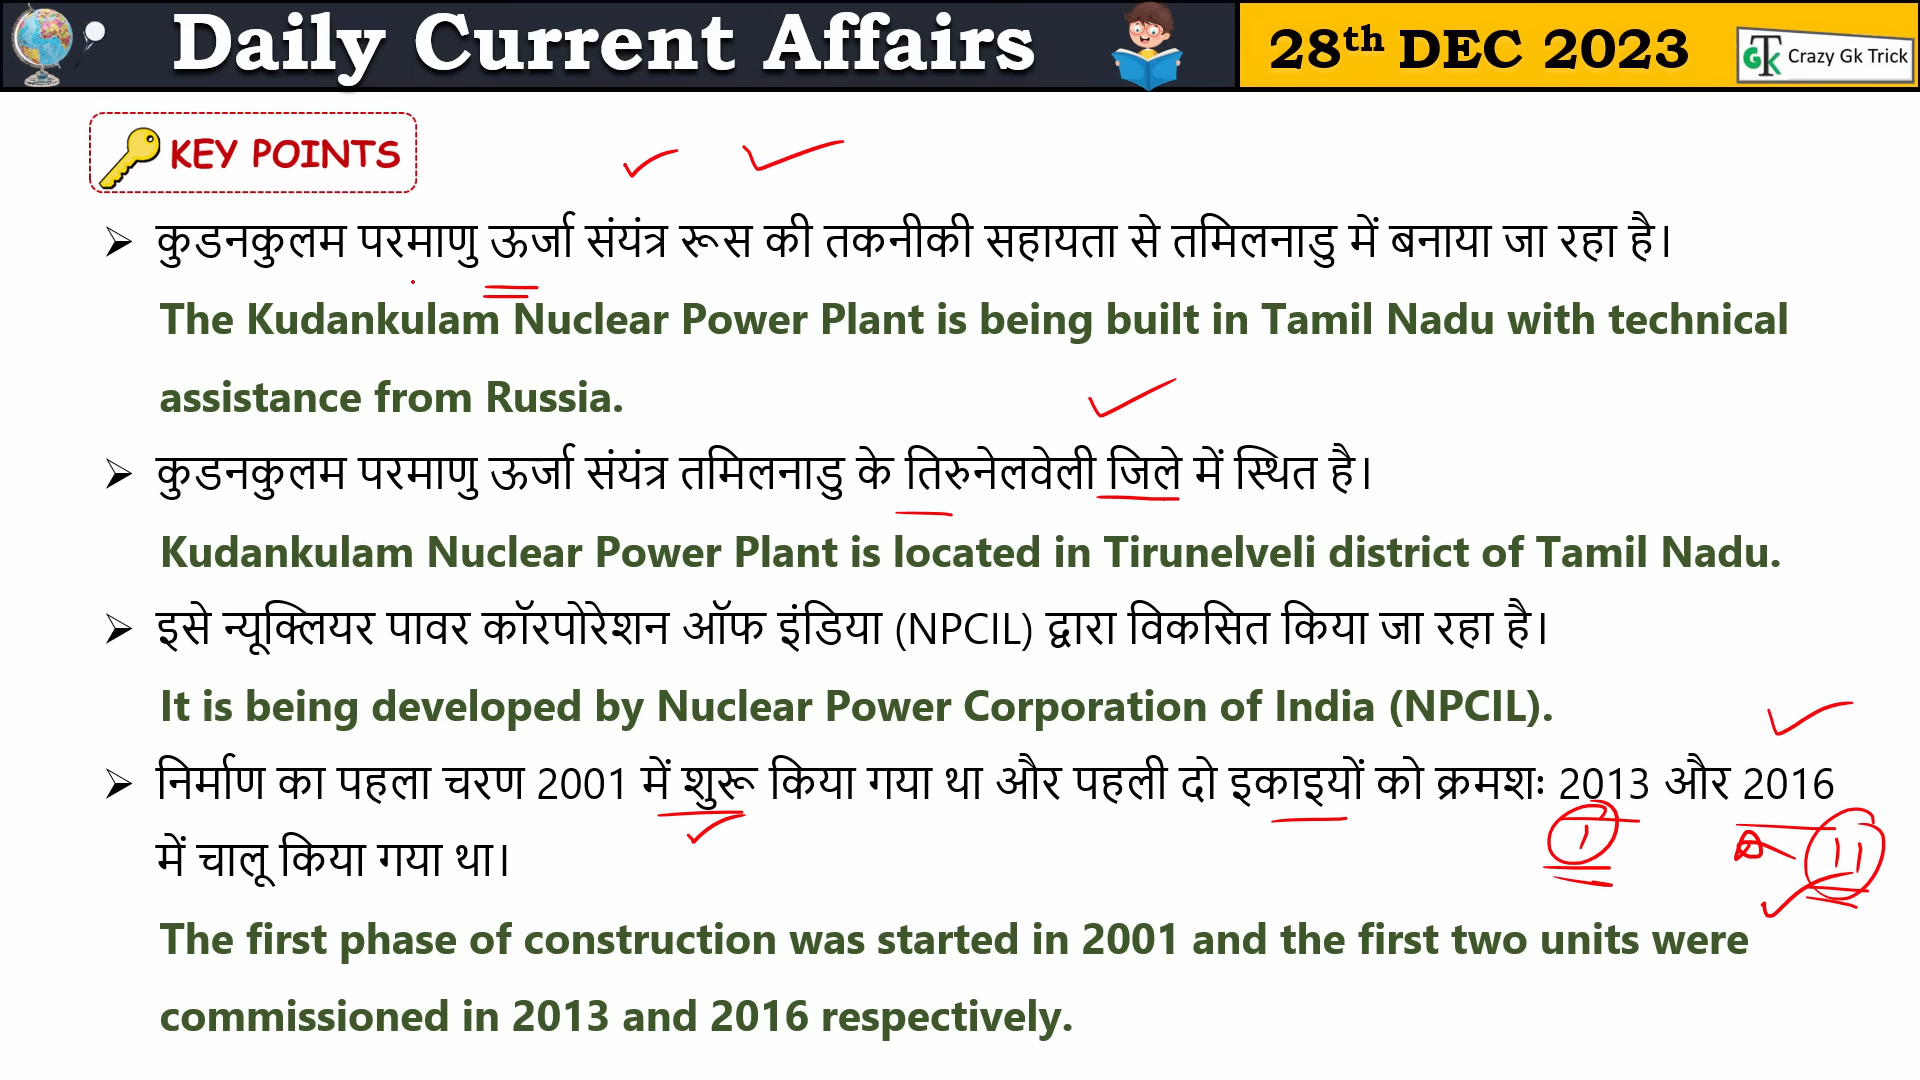 Daily Current Affairs
28th DEC 2023
GK Crazy Gk Trick
KEY POINTS
➢ कुडनकुलम परमाणु ऊर्जा संयंत्र रूस की तकनीकी सहायता से तमिलनाडु में बनाया जा रहा है।
The Kudankulam Nuclear Power Plant is being built in Tamil Nadu with technical
assistance from Russia.
➢ कुडनकुलम परमाणु ऊर्जा संयंत्र तमिलनाडु के तिरुनेलवेली जिले में स्थित है।
Kudankulam Nuclear Power Plant is located in Tirunelveli district of Tamil Nadu.
➢ इसे न्यूक्लियर पावर कॉरपोरेशन ऑफ इंडिया (NPCIL) द्वारा विकसित किया जा रहा है।
It is being developed by Nuclear Power Corporation of India (NPCIL).
➢ निर्माण का पहला चरण 2001 में शुरू किया गया था और पहली दो इकाइयों को क्रमशः 2013 और 2016
में चालू किया गया था।
The first phase of construction was started in 2001 and the first two units were
commissioned in 2013 and 2016 respectively.